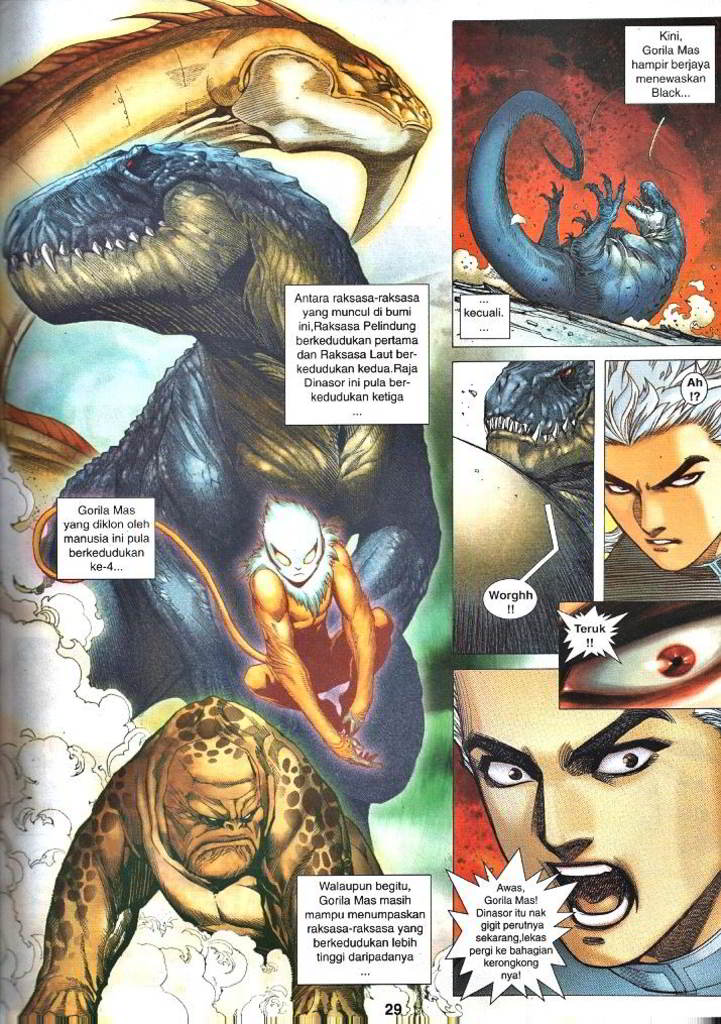 Antara raksasa-raksasa
yang muncul di bumi
ini,Raksasa Pelindung
berkedudukan pertama
dan Raksasa Laut ber-
kedudukan kedua.Raja
Dinasor ini pula ber-
kedudukan ketiga
...
Gorila Mas
yang diklon oleh
manusia ini pula
berkedudukan
ke-4...
Walaupun begitu,
Gorila Mas masih
mampu menumpaskan
raksasa-raksasa yang
berkedudukan lebih
tinggi daripadanya
...
Kini,
Gorila Mas
hampir berjaya
menewaskan
Black...
...
kecuali.
...
Worghh
!!
Ah
!?
Teruk
!!
Awas,
Gorila Mas!
Dinasor itu nak
gigit perutnya
sekarang,lekas
pergi ke bahagian
kerongkong
nya!
29